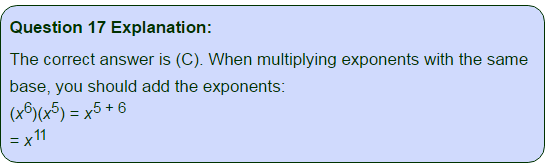 Question 17 Explanation:
The correct answer is (C). When multiplying exponents with the same
base, you should add the exponents:
(x⁶)(x⁵) = x⁵ ⁺ ⁶
= x¹¹